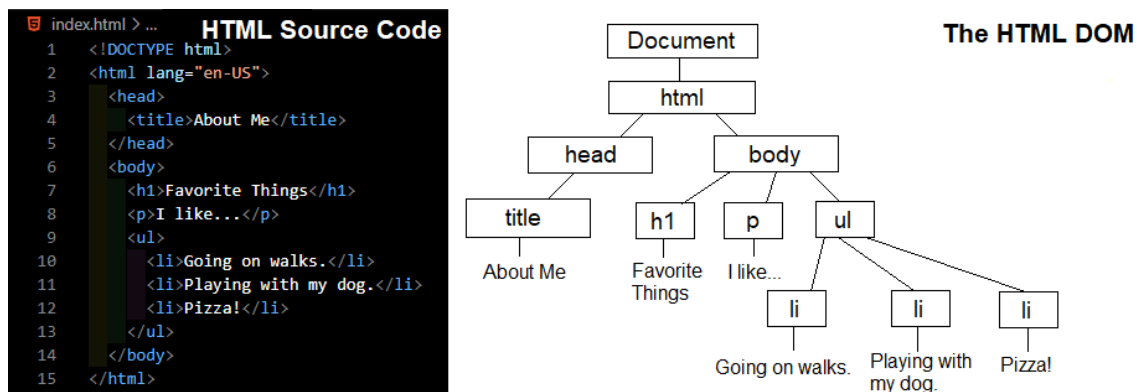 index.html > ...
HTML Source Code
1 <!DOCTYPE html>
2 <html lang="en-US">
3 <head>
4 <title>About Me</title>
5 </head>
6 <body>
7 <h1>Favorite Things</h1>
8 <p>I like...</p>
9 <ul>
10 <li>Going on walks.</li>
11 <li>Playing with my dog.</li>
12 <li>Pizza!</li>
13 </ul>
14 </body>
15 </html>
The HTML DOM
Document
html
head
body
title
h1
p
ul
About Me
Favorite
Things
I like...
li
li
li
Going on walks.
Playing with
my dog.
Pizza!